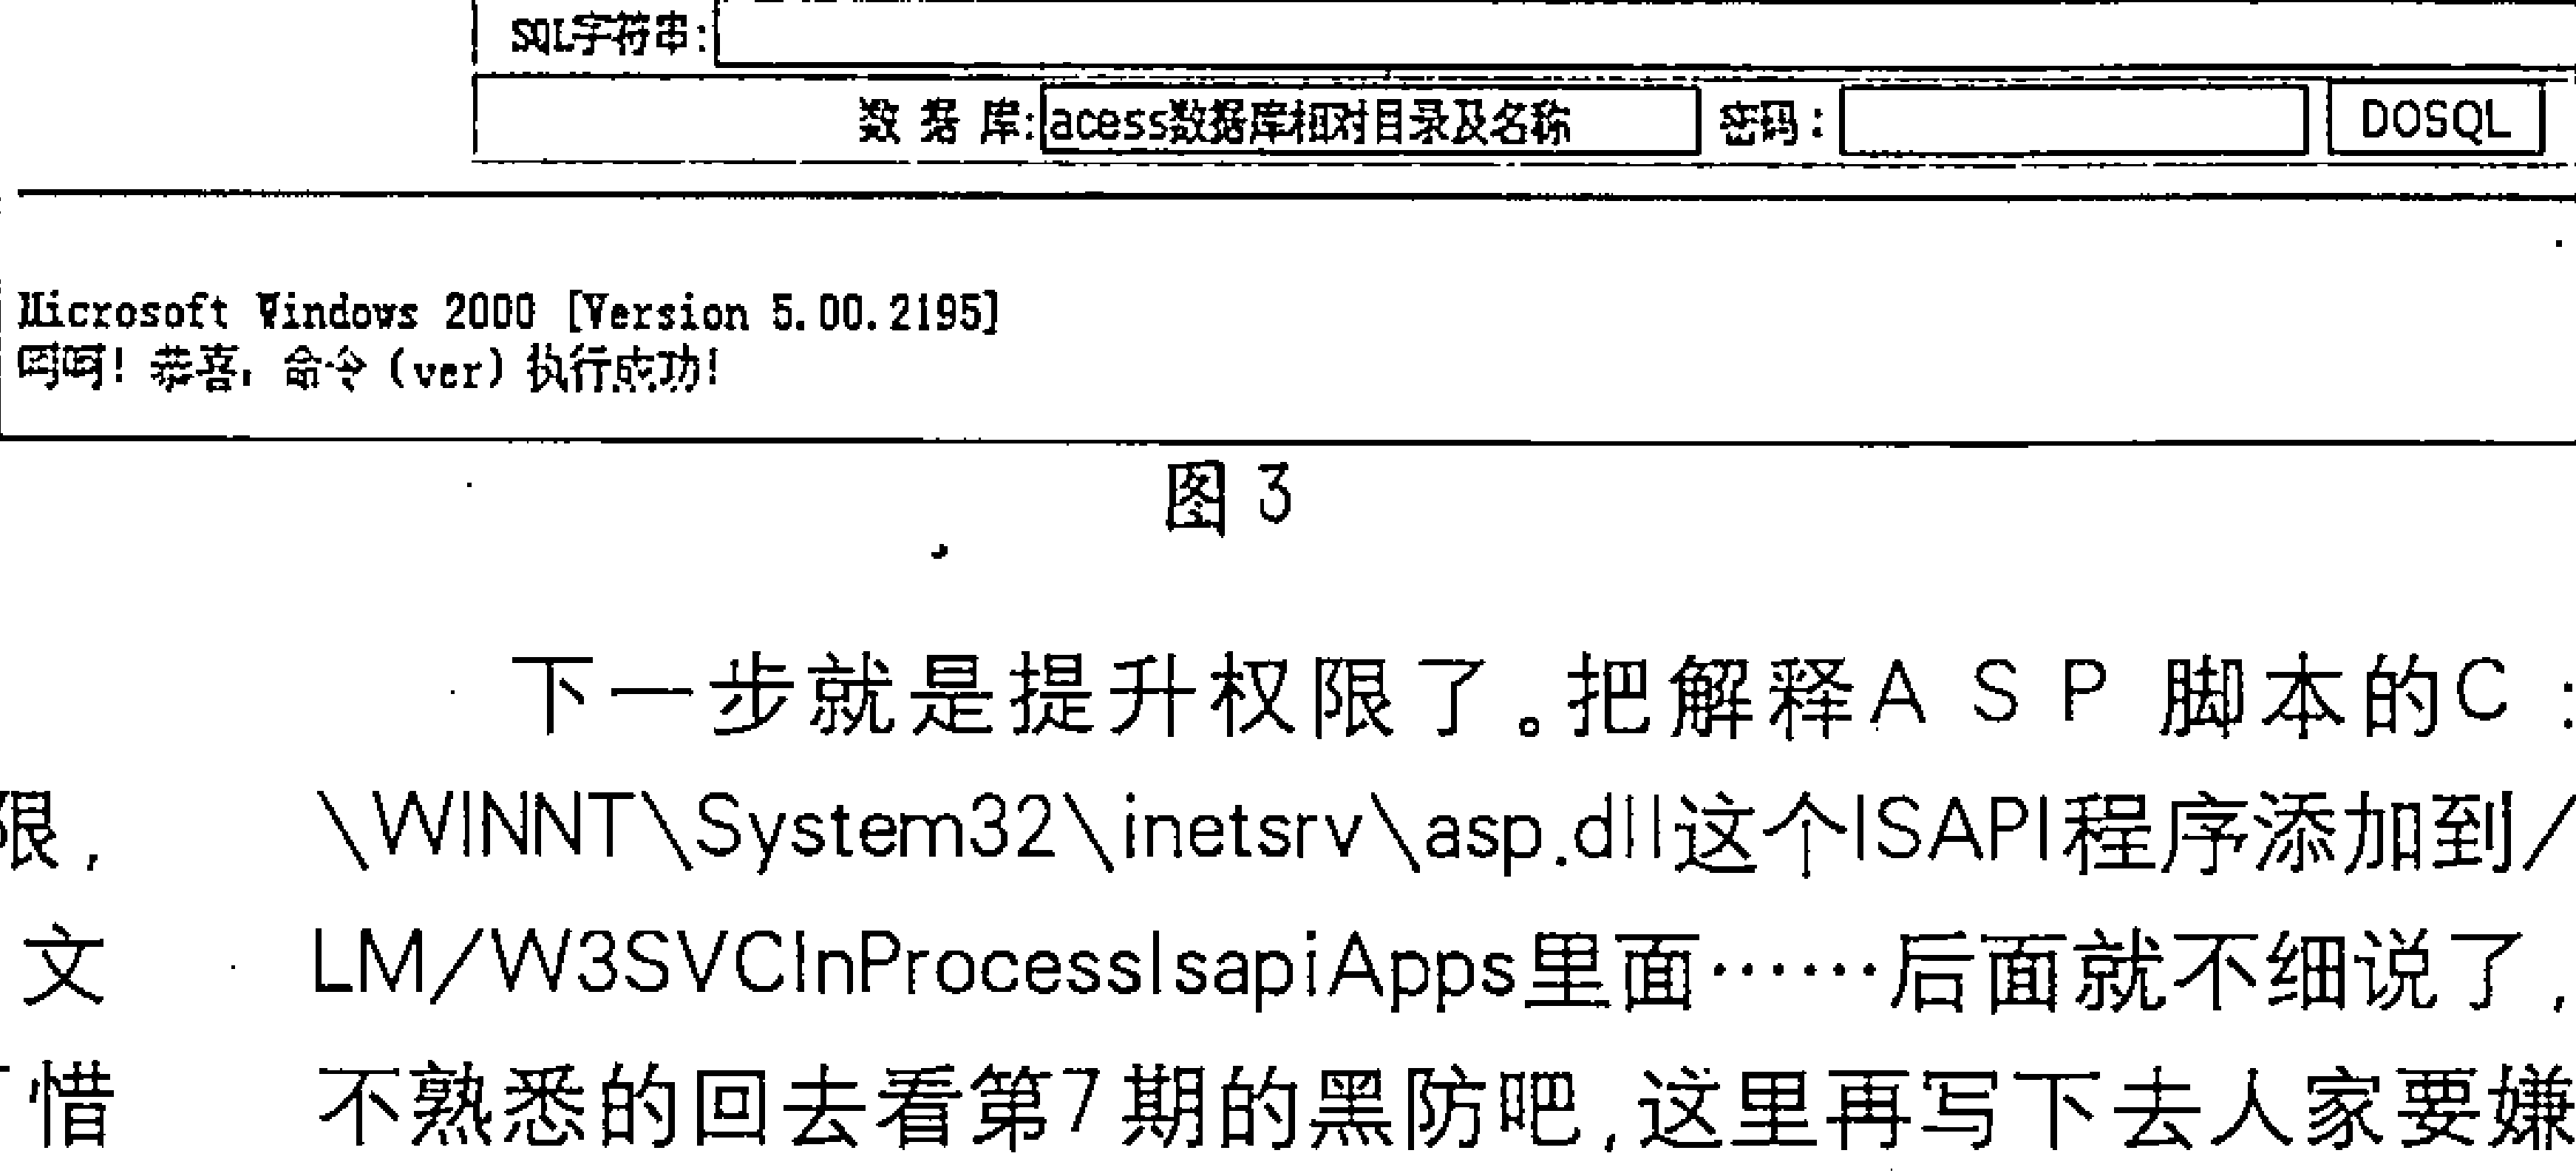 SQL字符串:
数 据 库: acess数据库相对目录及名称 密码: DOSQL
Microsoft Windows 2000 [Version 5.00.2195]
呵呵!恭喜,命令(ver)执行成功!
图 3
下一步就是提升权限了。把解释ASP脚本的C:
限, \WINNT\System32\inetsrv\asp.dll这个ISAPI程序添加到/
文 LM/W3SVCInProcessIsapiApps里面……后面就不细说了,
惜 不熟悉的回去看第7期的黑防吧,这里再写下去人家要嫌